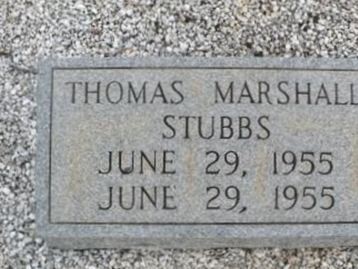 THOMAS MARSHALL
STUBBS
JUNE 29, 1955
JUNE 29, 1955